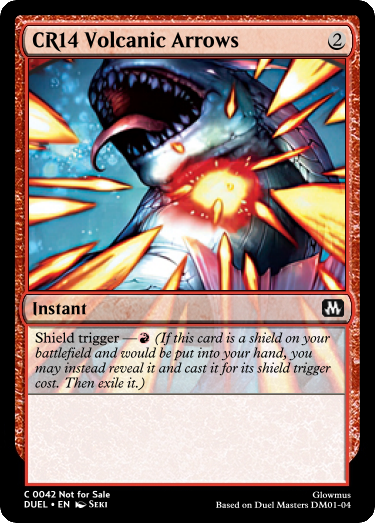 CR14 Volcanic Arrows 2
Instant
Shield trigger — (If this card is a shield on your
battlefield and would be put into your hand, you
may instead reveal it and cast it for its shield trigger
cost. Then exile it.)
C 0042 Not for Sale
DUEL • EN SEKI
Glowmus
Based on Duel Masters DM01-04